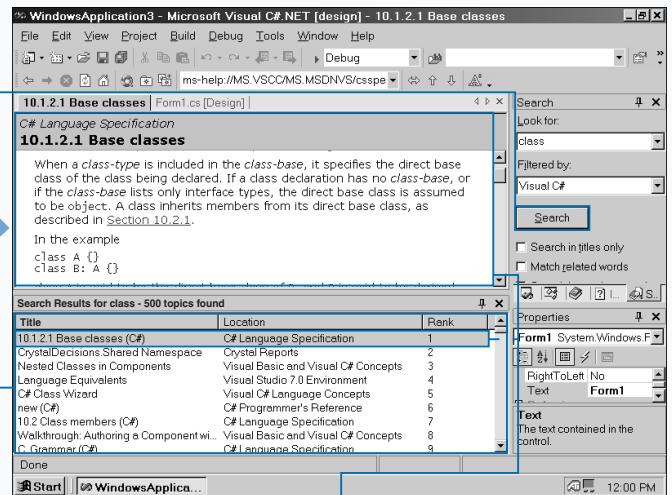 WindowsApplication3 - Microsoft Visual C#.NET [design] - 10.1.2.1 Base classes
File Edit View Project Build Debug Tools Window Help
Debug
ms-help://MS.VSCC/MS.MSDNVS/csspe
10.1.2.1 Base classes Form1.cs [Design]
C# Language Specification
10.1.2.1 Base classes
When a class-type is included in the class-base, it specifies the direct base
class of the class being declared. If a class declaration has no class-base, or
if the class-base lists only interface types, the direct base class is assumed
to be object. A class inherits members from its direct base class, as
described in Section 10.2.1.
In the example
class A {}
class B: A {}
Search
Look for:
class
Filtered by:
Visual C#
Search
Search in titles only
Match related words
I... S..
Search Results for class - 500 topics found
Title Location Rank
10.1.2.1 Base classes (C#) C# Language Specification 1
CrystalDecisions.Shared Namespace Crystal Reports 2
Nested Classes in Components Visual Basic and Visual C# Concepts 3
Language Equivalents Visual Studio 7.0 Environment 4
C# Class Wizard Visual C# Language Concepts 5
new (C#) C# Programmer's Reference 6
10.2 Class members (C#) C# Language Specification 7
Walkthrough: Authoring a Component wi... Visual Basic and Visual C# Concepts 8
C. Grammar (C#) C# Language Specification 9
Properties
Form1 System.Windows.F
RightToLeft No
Text Form1
Text
The text contained in the
control.
Done
Start WindowsApplica... 12:00 PM